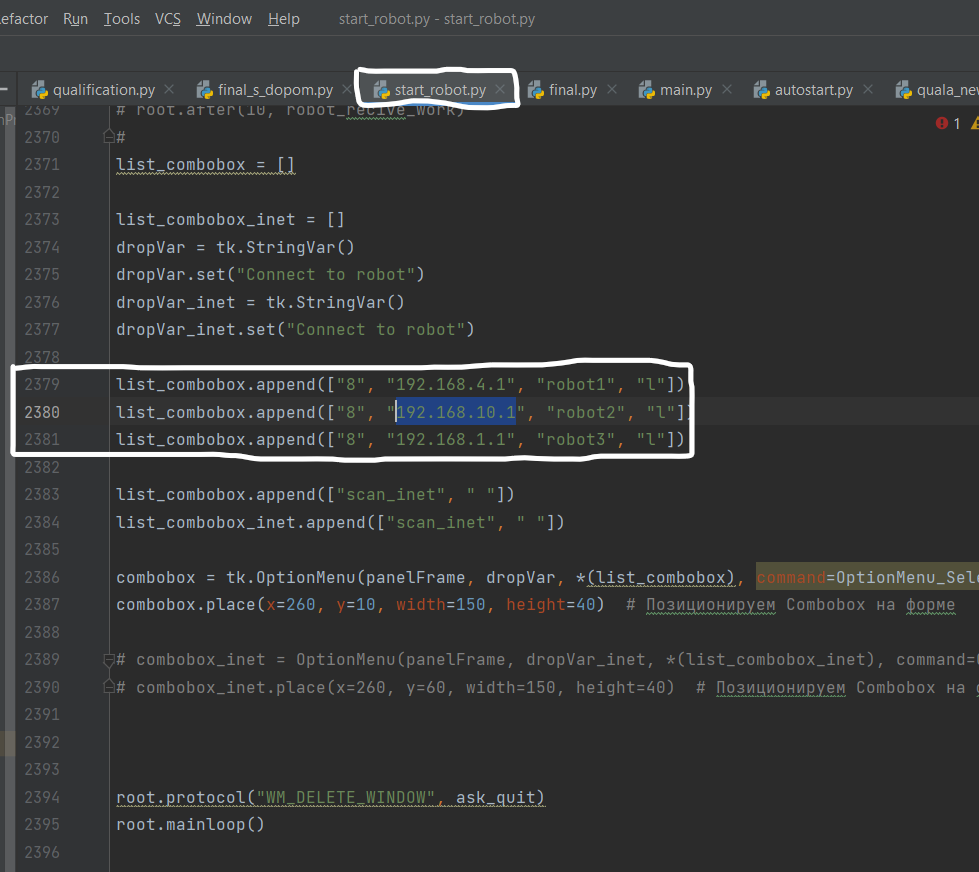 Refactor Run Tools VCS Window Help start_robot.py - start_robot.py
qualification.py final_s_dopom.py start_robot.py final.py main.py autostart.py
2369 # root.after(10, robot_recive_work)
1
2370 #
2371 list_combobox = []
2372
2373 list_combobox_inet = []
2374 dropVar = tk.StringVar()
2375 dropVar.set("Connect to robot")
2376 dropVar_inet = tk.StringVar()
2377 dropVar_inet.set("Connect to robot")
2378
2379 list_combobox.append(["8", "192.168.4.1", "robot1", "l"])
2380 list_combobox.append(["8", "192.168.10.1", "robot2", "l"]
2381 list_combobox.append(["8", "192.168.1.1", "robot3", "l"])
2382
2383 list_combobox.append(["scan_inet", " "])
2384 list_combobox_inet.append(["scan_inet", " "])
2385
2386 combobox = tk.OptionMenu(panelFrame, dropVar, *(list_combobox), command=OptionMenu_Sele
2387 combobox.place(x=260, y=10, width=150, height=40) # Позиционируем Combobox на форме
2388
2389 # combobox_inet = OptionMenu(panelFrame, dropVar_inet, *(list_combobox_inet), command=
2390 # combobox_inet.place(x=260, y=60, width=150, height=40) # Позиционируем Combobox на
2391
2392
2393
2394 root.protocol("WM_DELETE_WINDOW", ask_quit)
2395 root.mainloop()
2396